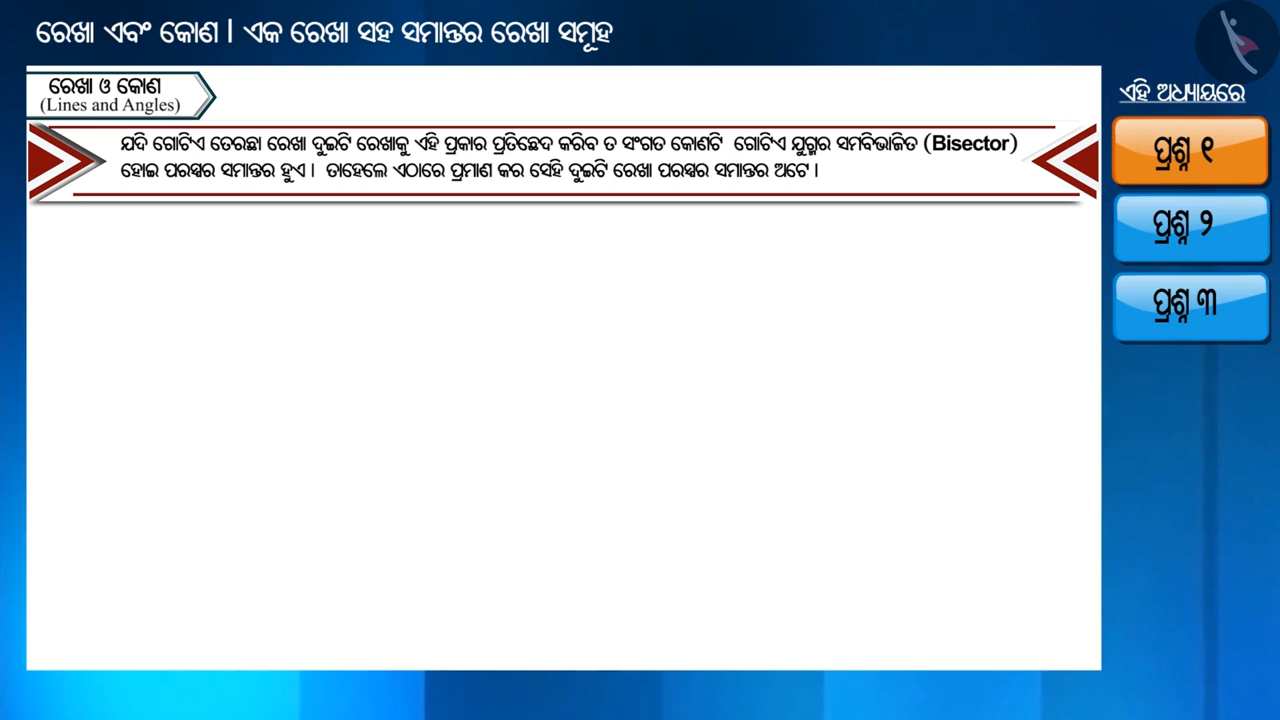 ରେଖା ଏବଂ କୋଣ | ଏକ ରେଖା ସହ ସମାନ୍ତର ରେଖା ସମୂହ
ରେଖା ଓ କୋଣ
(Lines and Angles)
ଯଦି ଗୋଟିଏ ତେରଛା ରେଖା ଦୁଇଟି ରେଖାକୁ ଏହି ପ୍ରକାର ପ୍ରତିଛେଦ କରିବ ତ ସଂଗତ କୋଣଟି ଗୋଟିଏ ଯୁଗ୍ମର ସମବିଭାଜିତ (Bisector)
ହୋଇ ପରସ୍ପର ସମାନ୍ତର ହୁଏ । ତାହେଲେ ଏଠାରେ ପ୍ରମାଣ କର ସେହି ଦୁଇଟି ରେଖା ପରସ୍ପର ସମାନ୍ତର ଅଟେ ।
ଏହି ଅଧ୍ୟାୟରେ
ପ୍ରଶ୍ନ ୧
ପ୍ରଶ୍ନ ୨
ପ୍ରଶ୍ନ ୩